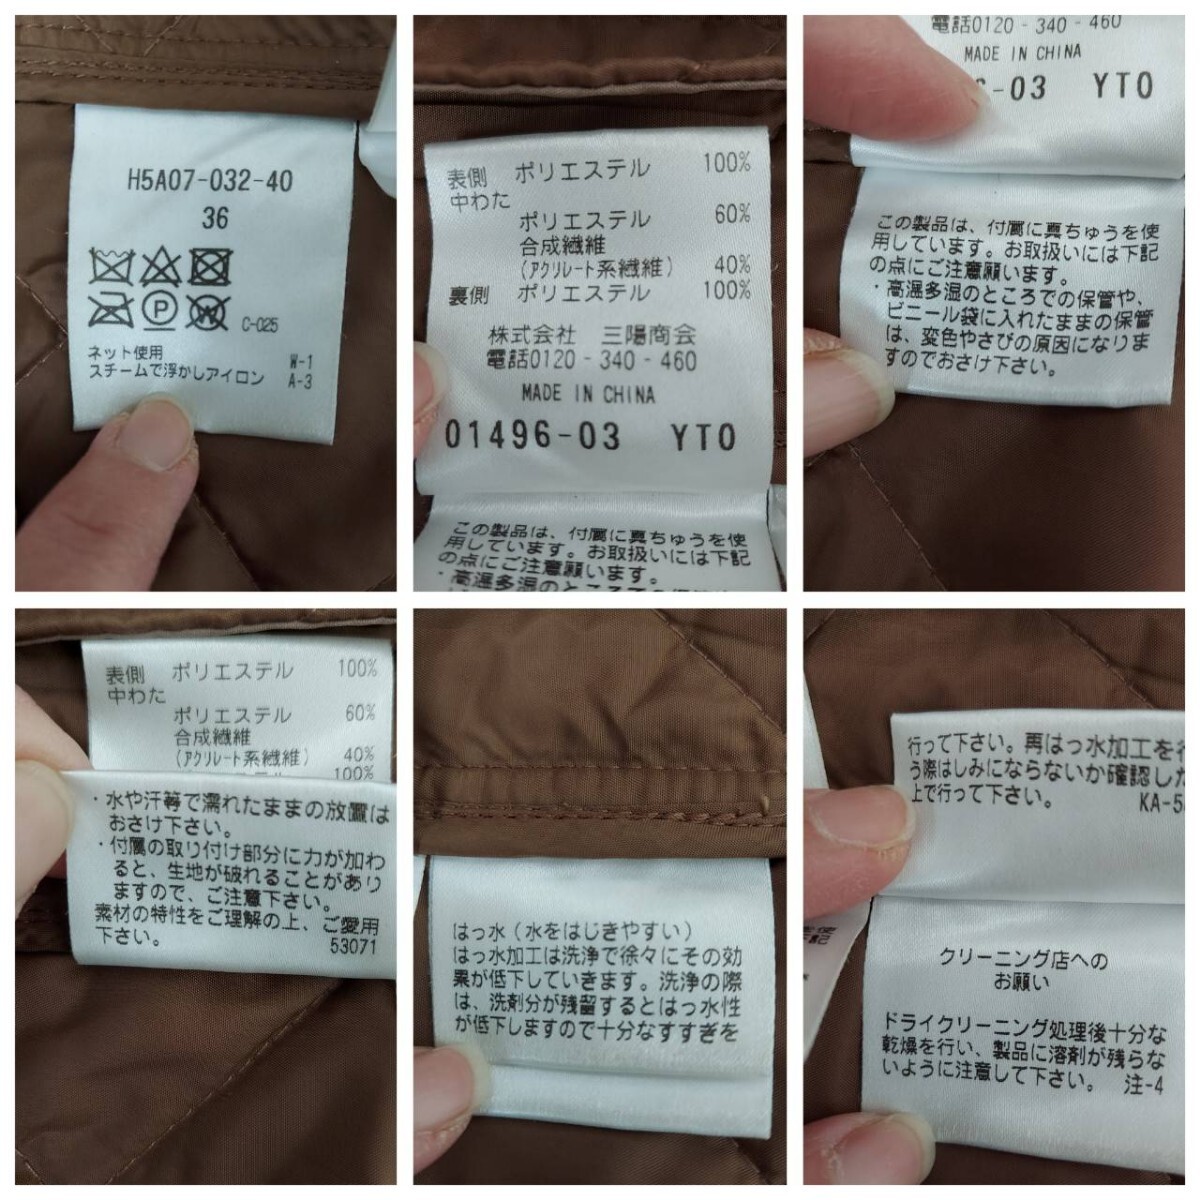 H5A07-032-40
36
C-025
ネット使用
スチームで浮かしアイロン
W-1
A-3
表側 ポリエステル 100%
中わた
ポリエステル 60%
合成繊維
(アクリレート系繊維) 40%
裏側 ポリエステル 100%
株式会社 三陽商会
電話0120-340-460
MADE IN CHINA
01496-03 YTO
この製品は、付属に真ちゅうを使
用しています。お取扱いには下記
の点にご注意願います。
・高温多湿のところでの保管や、
電話0120-340-460
MADE IN CHINA
-03 YTO
この製品は、付属に真ちゅうを使
用しています。お取扱いには下記
の点にご注意願います。
・高温多湿のところでの保管や、
ビニール袋に入れたままの保管
は、変色やさびの原因になりま
すのでおさけ下さい。
表側 ポリエステル 100%
中わた
ポリエステル 60%
合成繊維
(アクリレート系繊維) 40%
100%
・水や汗等で濡れたままの放置は
おさけ下さい。
・付属の取り付け部分に力が加わ
ると、生地が破れることがあり
ますので、ご注意下さい。
素材の特性をご理解の上、ご愛用
下さい。 53071
はっ水(水をはじきやすい)
はっ水加工は洗浄で徐々にその効
果が低下していきます。洗浄の際
は、洗剤分が残留するとはっ水性
が低下しますので十分なすすぎを
行って下さい。再はっ水加工を行
う際はしみにならないか確認した
上で行って下さい。 KA-5
クリーニング店への
お願い
ドライクリーニング処理後十分な
乾燥を行い、製品に溶剤が残らな
いように注意して下さい。 注-4